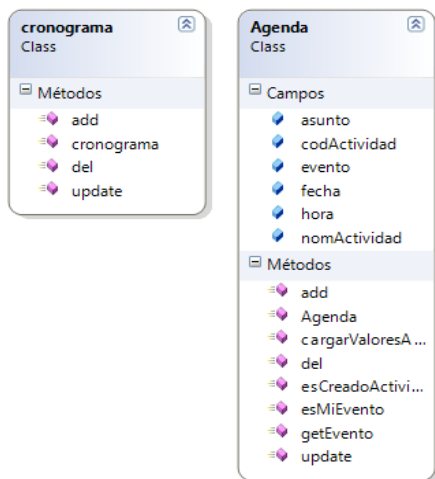 cronograma
Class
Métodos
add
cronograma
del
update
Agenda
Class
Campos
asunto
codActividad
evento
fecha
hora
nomActividad
Métodos
add
Agenda
cargarValoresA ...
del
esCreadoActivi...
esMiEvento
getEvento
update